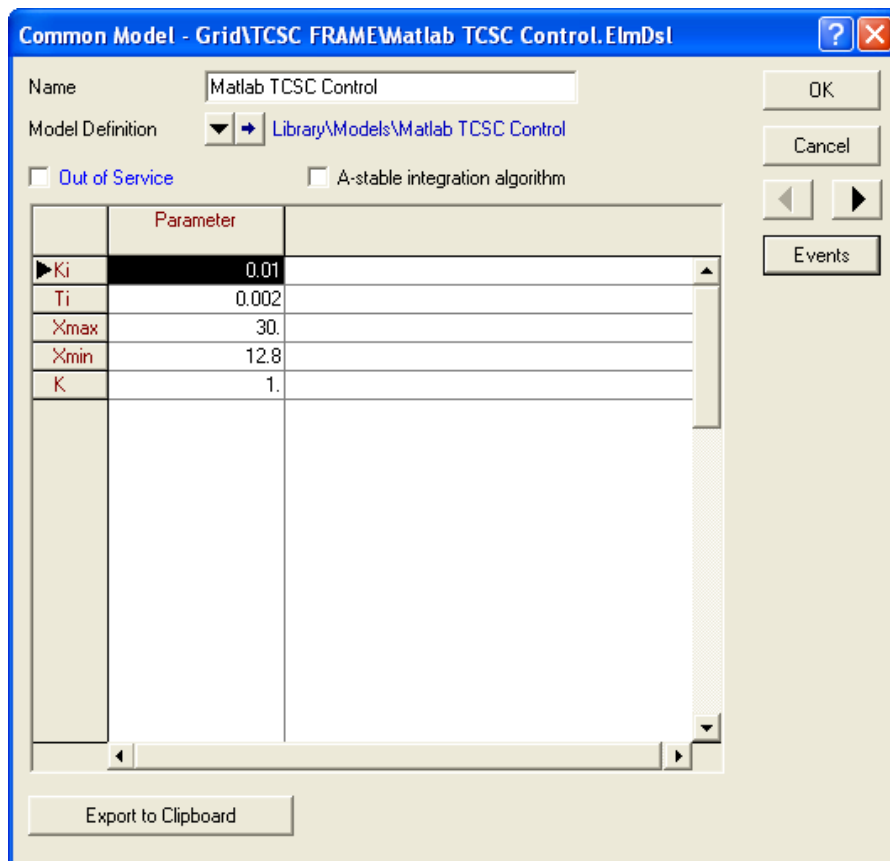 Common Model - Grid\TCSC FRAME\Matlab TCSC Control.ElmDsl
Name Matlab TCSC Control OK
Model Definition Library\Models\Matlab TCSC Control
Cancel
Out of Service A-stable integration algorithm
Parameter
Events
Ki 0.01
Ti 0.002
Xmax 30.
Xmin 12.8
K 1.
Export to Clipboard